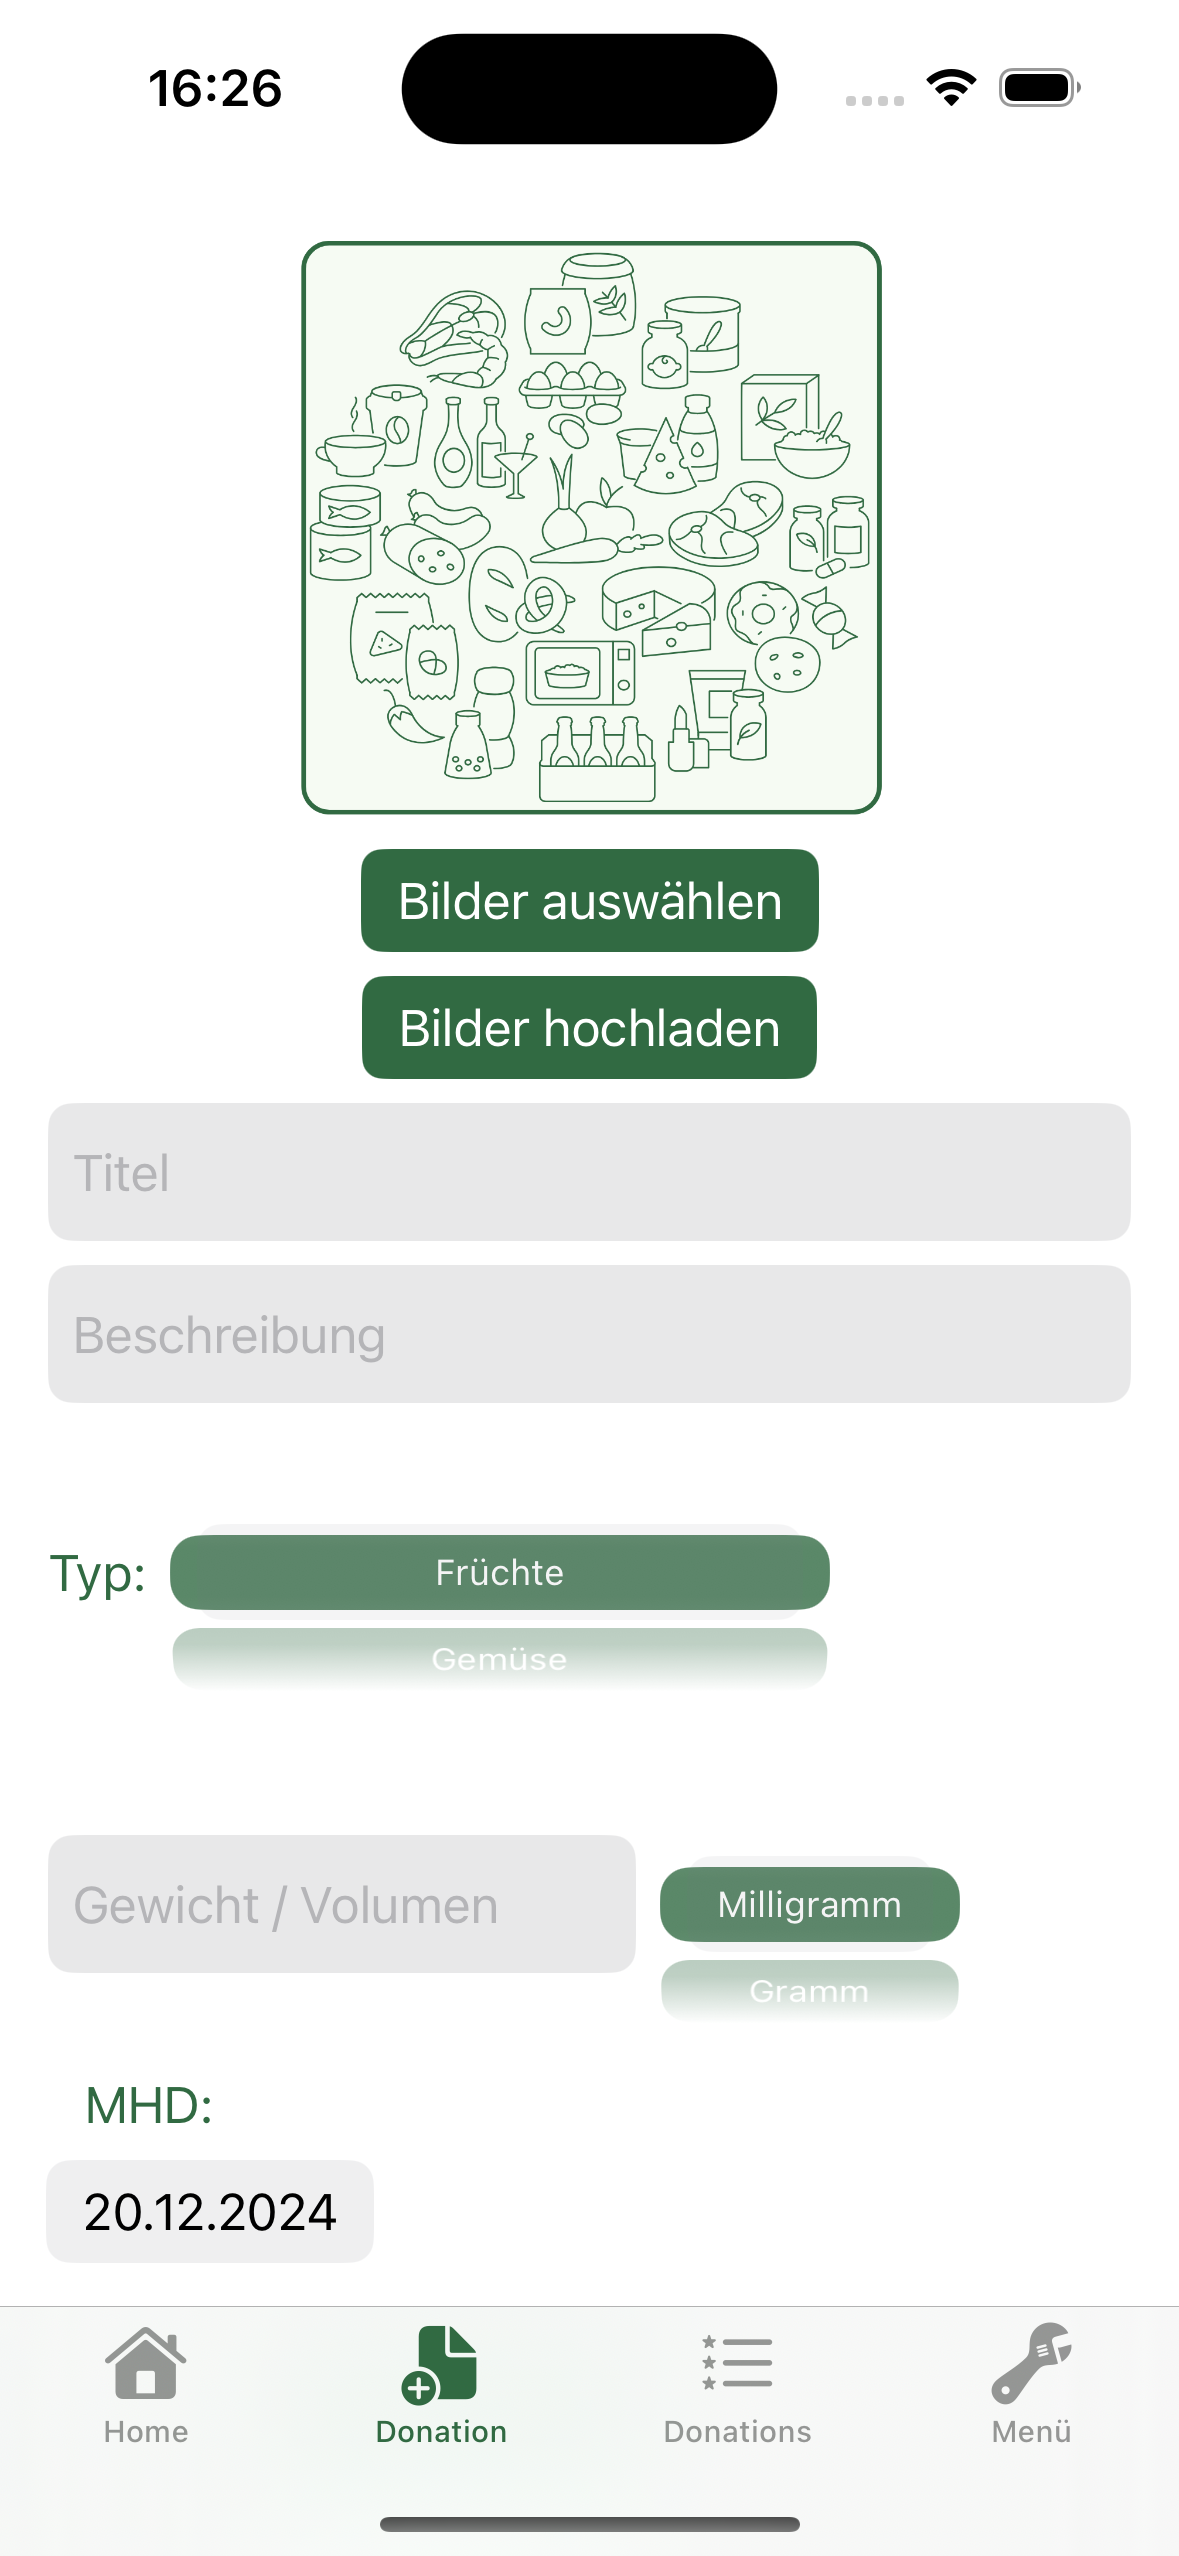 16:26
Bilder auswählen
Bilder hochladen
Titel
Beschreibung
Typ:
Früchte
Gemüse
Gewicht / Volumen
Milligramm
Gramm
MHD:
20.12.2024
Home
Donation
Donations
Menü